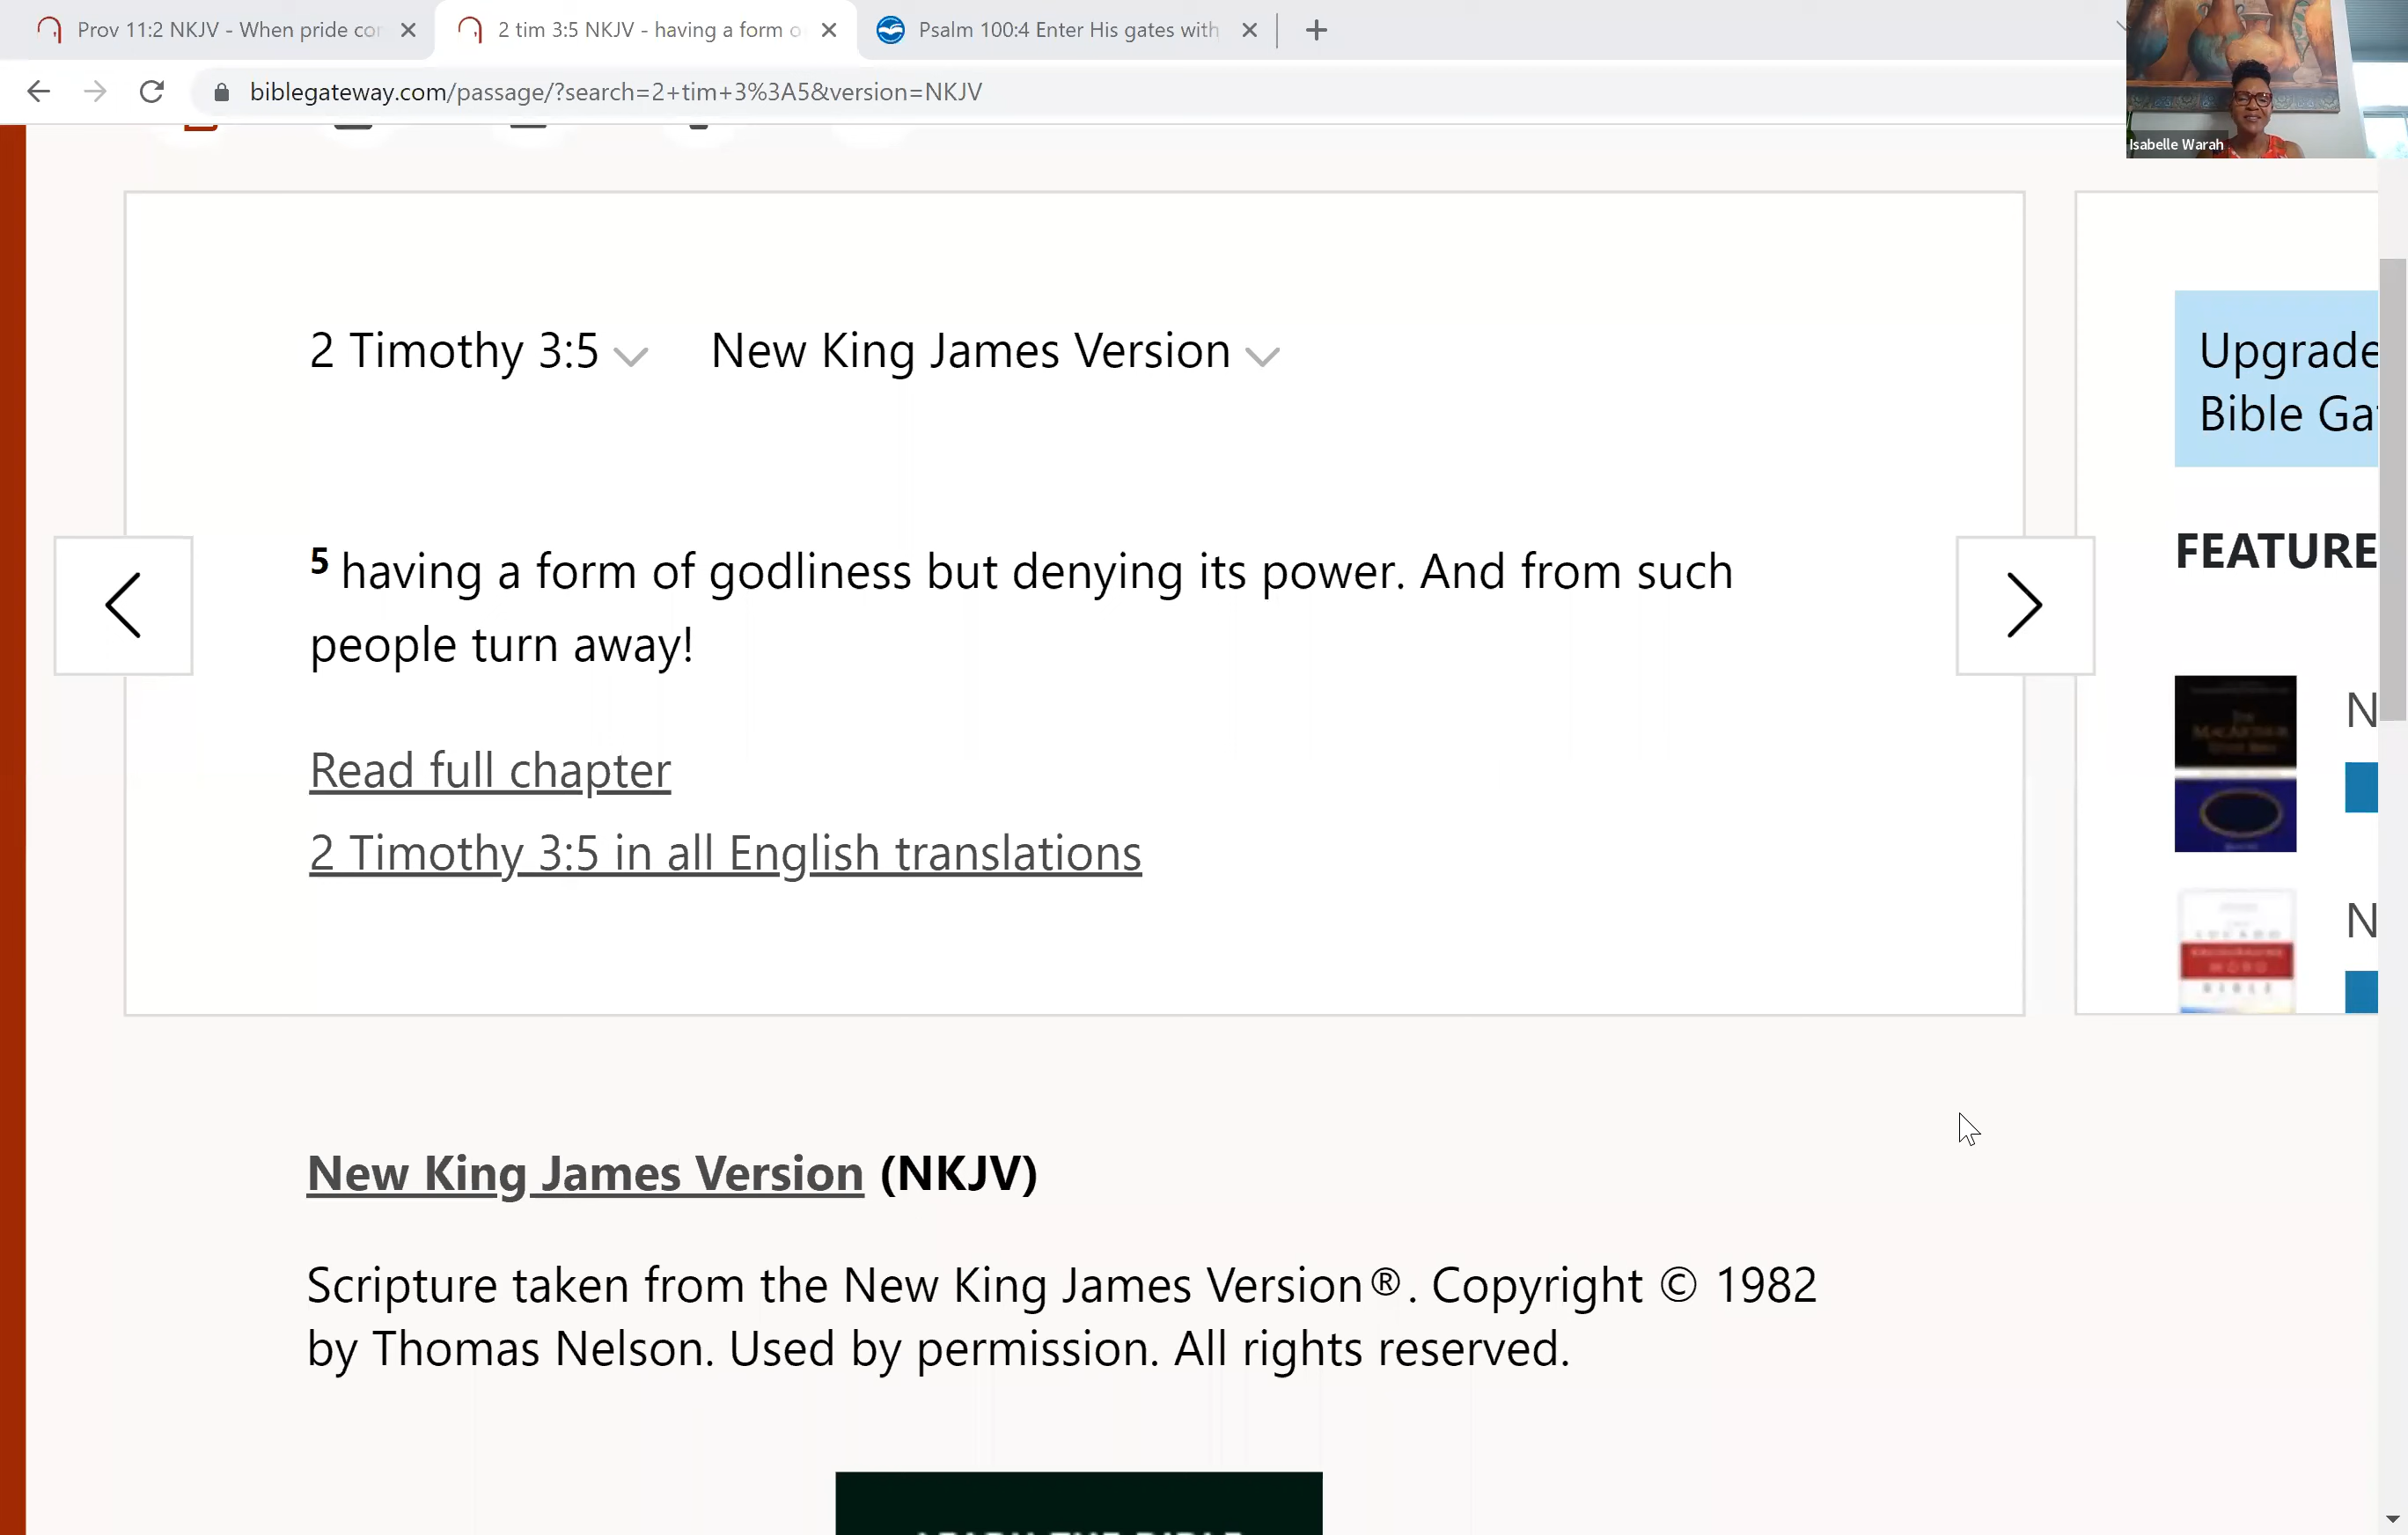 Prov 11:2 NKJV - When pride con
2 tim 3:5 NKJV - having a form o
Psalm 100:4 Enter His gates with
biblegateway.com/passage/?search=2+tim+3%3A5&version=NKJV
Isabelle Warah
2 Timothy 3:5
New King James Version
Upgrade
Bible Ga
5 having a form of godliness but denying its power. And from such
people turn away!
FEATURE
N
Read full chapter
2 Timothy 3:5 in all English translations
N
BIBLE
New King James Version (NKJV)
Scripture taken from the New King James Version®. Copyright © 1982
by Thomas Nelson. Used by permission. All rights reserved.